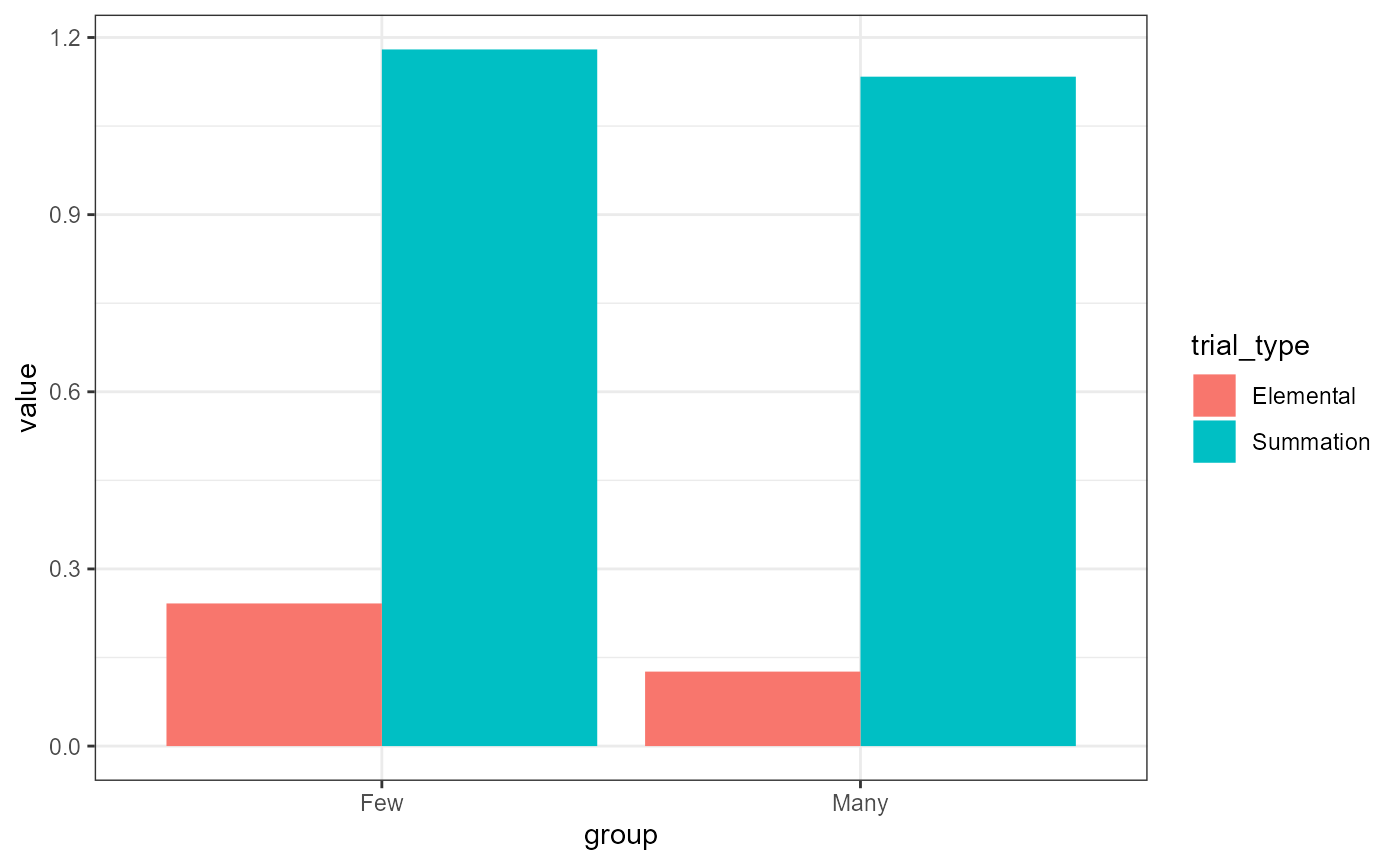 1.2
0.9
0.6
0.3
0.0
value
Few
Many
group
trial_type
Elemental
Summation